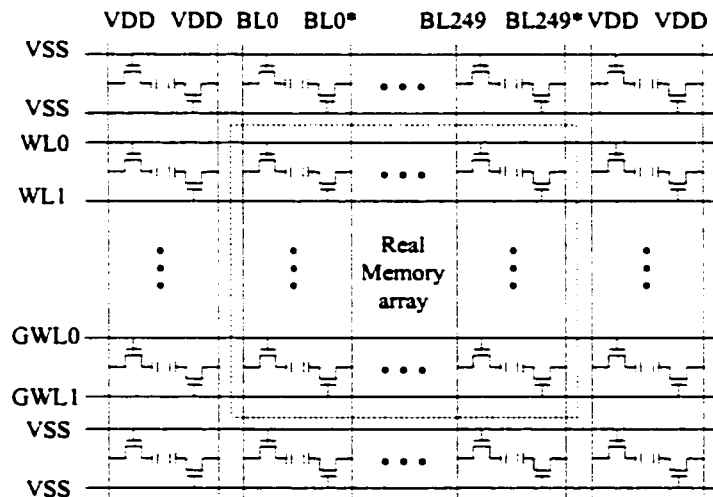 VDD VDD BL0 BL0* BL249 BL249* VDD VDD
VSS
VSS
WL0
WL1
Real
Memory
array
GWL0
GWL1
VSS
VSS